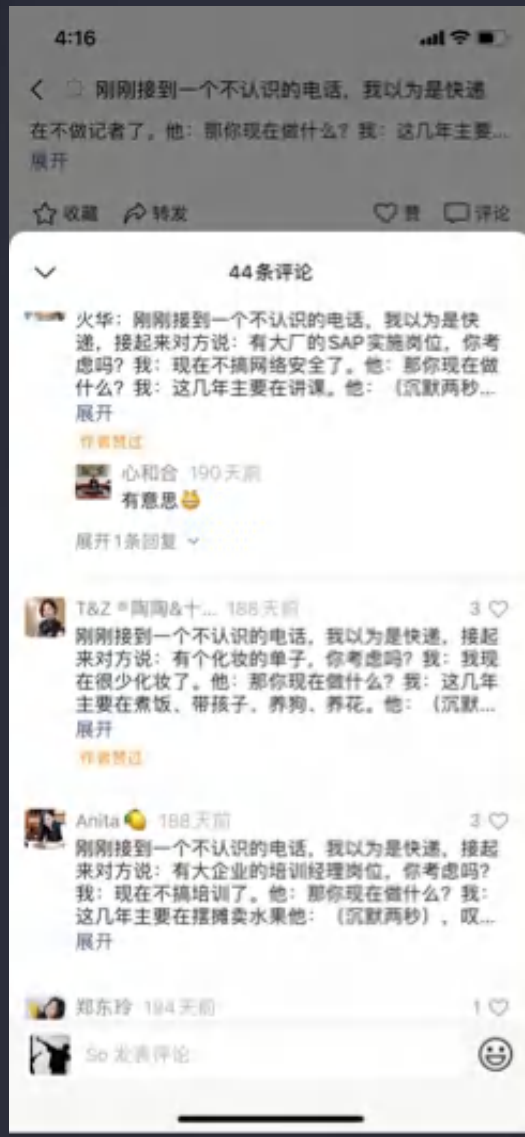 4:16
刚刚接到一个不认识的电话，我以为是快递
在不做记者了。他：那你现在做什么？我：这几年主要...
展开
收藏 转发 赞 评论
44条评论
火华：刚刚接到一个不认识的电话，我以为是快
递，接起来对方说：有大厂的SAP实施岗位，你考
虑吗？我：现在不搞网络安全了。他：那你现在做
什么？我：这几年主要在讲课。他：（沉默两秒...
展开
作者赞过
心和合 190天前
有意思
展开1条回复
T&Z®陶陶&十... 188天前 3
刚刚接到一个不认识的电话，我以为是快递，接起
来对方说：有个化妆的单子，你考虑吗？我：我现
在很少化妆了。他：那你现在做什么？我：这几年
主要在煮饭、带孩子、养狗、养花。他：（沉默...
展开
作者赞过
Anita 188天前 3
刚刚接到一个不认识的电话，我以为是快递，接起
来对方说：有大企业的培训经理岗位，你考虑吗？
我：现在不搞培训了。他：那你现在做什么？我：
这几年主要在摆摊卖水果他：（沉默两秒），叹...
展开
郑东玲 194天前 1
So 发表评论